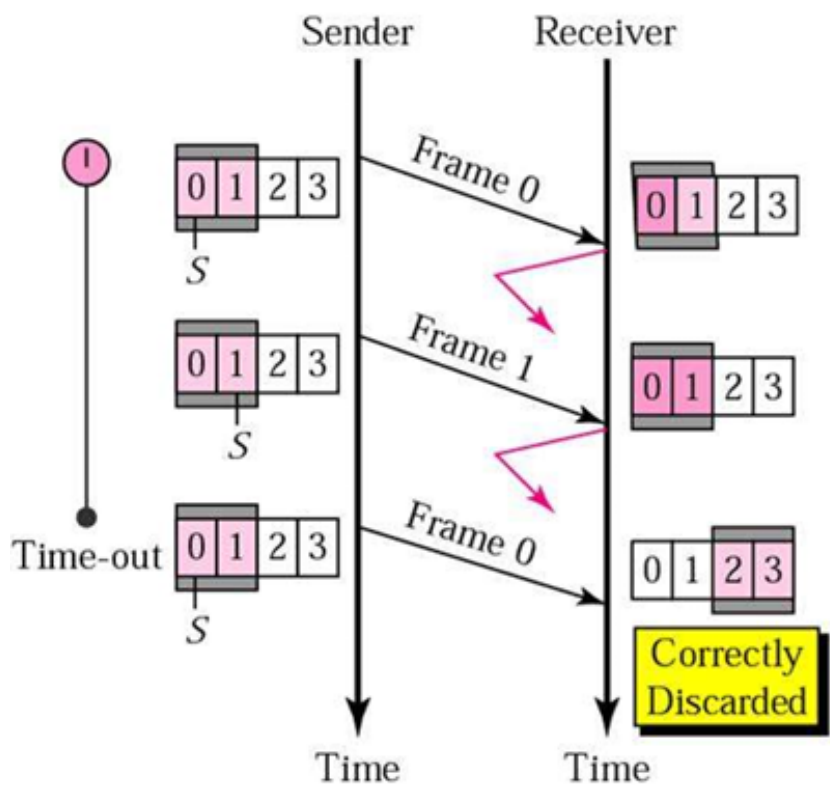 Sender Receiver
Frame 0
0 1 2 3
0 1 2 3
S
Frame 1
0 1 2 3
0 1 2 3
S
Frame 0
Time-out
0 1 2 3
0 1 2 3
S
Correctly
Discarded
Time Time